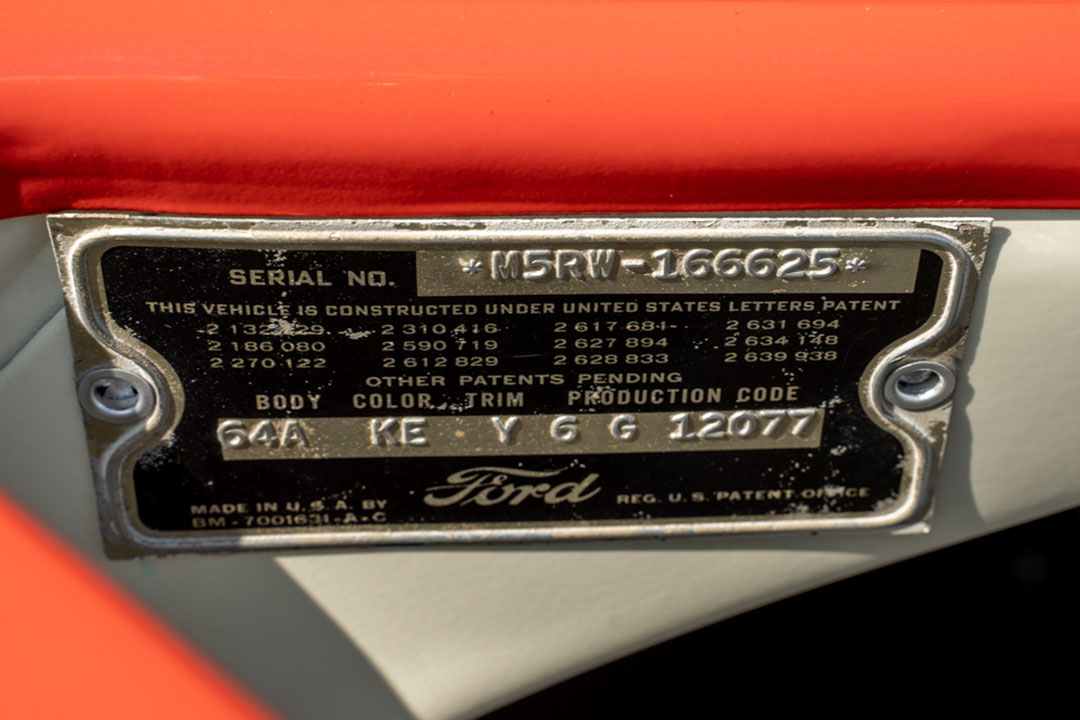 SERIAL NO. *M5RW-166625*
THIS VEHICLE IS CONSTRUCTED UNDER UNITED STATES LETTERS PATENT
2 310 416 2 617 681 2 631 694
2 186 080 2 590 719 2 627 894 2 634 148
2 270 122 2 612 829 2 628 833 2 639 938
OTHER PATENTS PENDING
BODY COLOR TRIM PRODUCTION CODE
64A KE Y 6 G 12077
Ford
MADE IN U.S.A. BY REG. U.S. PATENT OFFICE
BM-7001631-A-C